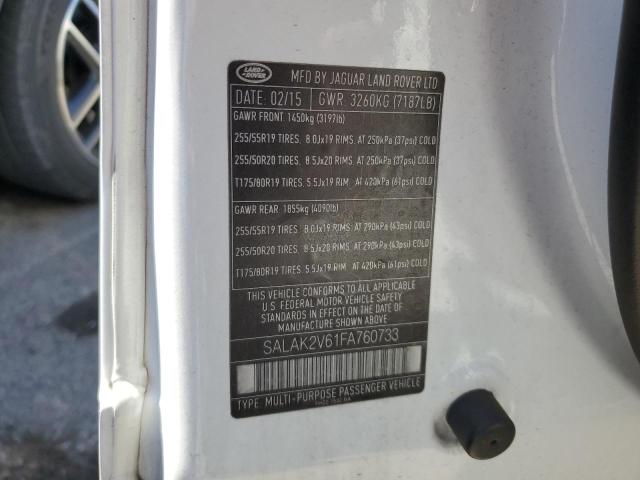 LAND ROVER
MFD BY JAGUAR LAND ROVER LTD
DATE 02/15 GWR 3260KG (7187LB)
GAWR FRONT 1450kg (3197lb)
255/55R19 TIRES. 8.0Jx19 RIMS. AT 250kPa (37psi) COLD
255/50R20 TIRES 8.5Jx20 RIMS. AT 250kPa (37psi) COLD
T175/80R19 TIRES 5.5Jx19 RIM AT 420kPa (61psi) COLD
GAWR REAR 1855kg (4090lb)
255/55R19 TIRES. 8.0Jx19 RIMS. AT 290kPa (43psi) COLD
255/50R20 TIRES 8.5Jx20 RIMS AT 290kPa (43psi) COLD
T175/80R19 TIRES 5.5Jx19 RIM AT 420kPa (61psi) COLD
THIS VEHICLE CONFORMS TO ALL APPLICABLE
U.S. FEDERAL MOTOR VEHICLE SAFETY
STANDARDS IN EFFECT ON THE DATE OF
MANUFACTURE SHOWN ABOVE
SALAK2V61FA760733
TYPE: MULTI-PURPOSE PASSENGER VEHICLE